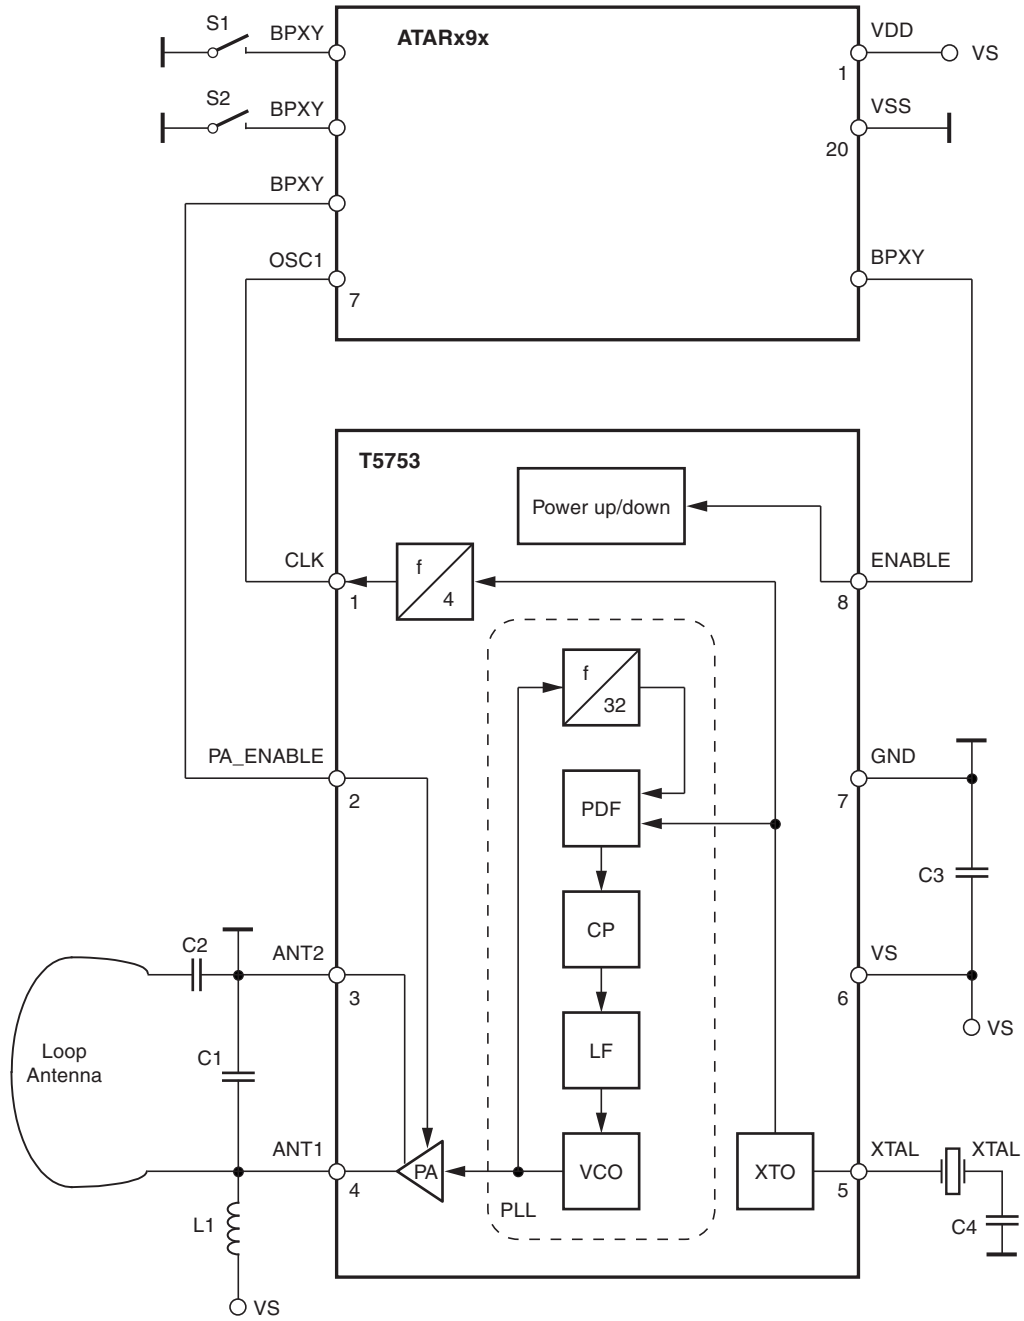 S1
BPXY
ATARx9x
VDD
VS
1
S2
BPXY
VSS
20
BPXY
OSC1
7
BPXY
T5753
Power up/down
CLK
1
f
4
ENABLE
8
f
32
PA_ENABLE
2
GND
7
PDF
C3
CP
C2
ANT2
3
VS
6
VS
Loop
Antenna
C1
LF
ANT1
4
PA
VCO
PLL
XTO
XTAL
5
XTAL
C4
L1
VS